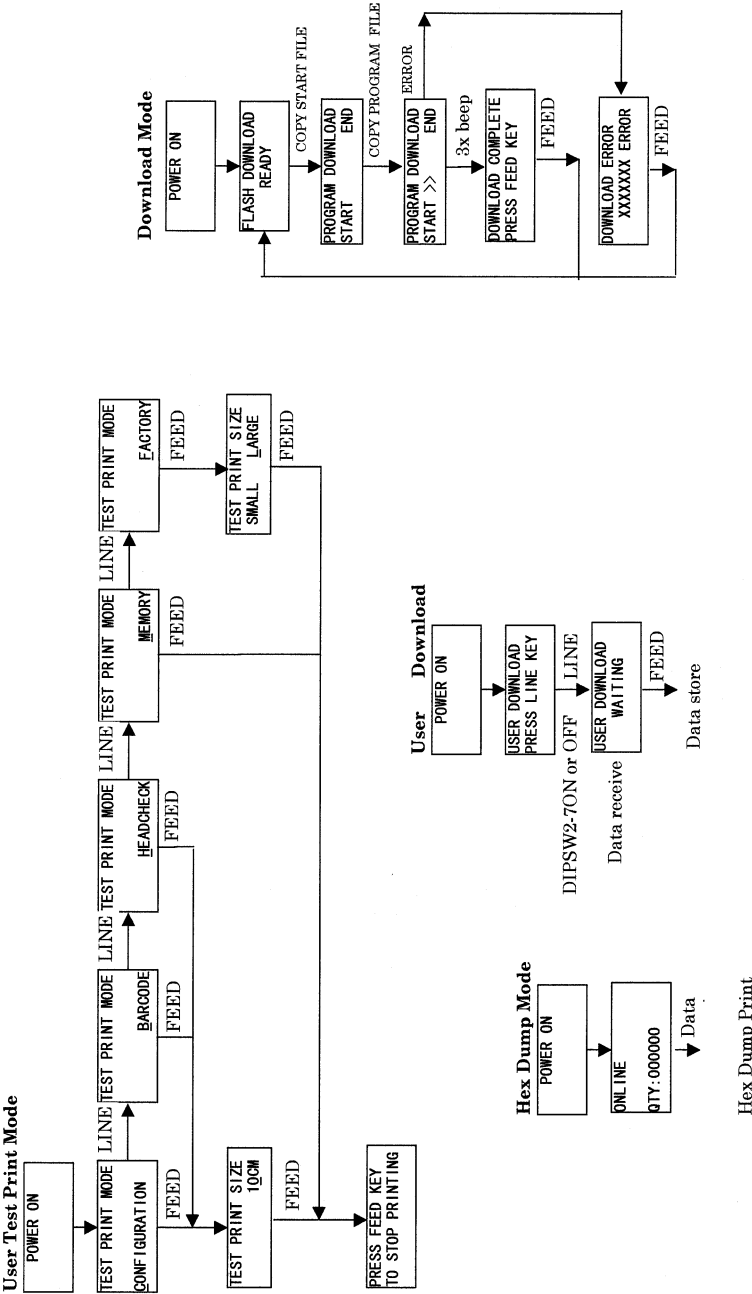 User Test Print Mode
POWER ON
TEST PRINT MODE
CONFIGURATION
LINE
TEST PRINT MODE
BARCODE
LINE
TEST PRINT MODE
HEADCHECK
LINE
TEST PRINT MODE
MEMORY
LINE
TEST PRINT MODE
FACTORY
FEED
FEED
FEED
FEED
FEED
TEST PRINT SIZE
10CM
FEED
TEST PRINT SIZE
SMALL LARGE
FEED
PRESS FEED KEY
TO STOP PRINTING
Hex Dump Mode
POWER ON
ONLINE
QTY:000000
Data
Hex Dump Print
User Download
POWER ON
USER DOWNLOAD
PRESS LINE KEY
DIPSW2-7ON or OFF LINE
USER DOWNLOAD
WAITING
Data receive
FEED
Data store
Download Mode
POWER ON
FLASH DOWNLOAD
READY
COPY START FILE
PROGRAM DOWNLOAD
START END
COPY PROGRAM FILE
PROGRAM DOWNLOAD
START >> END
ERROR
3x beep
DOWNLOAD COMPLETE
PRESS FEED KEY
FEED
DOWNLOAD ERROR
XXXXXXX ERROR
FEED